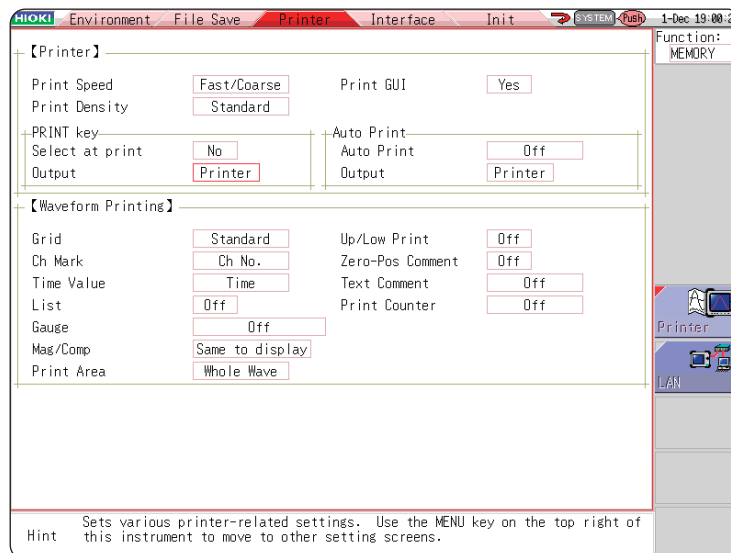 HIOKI Environment File Save Printer Interface Init SYSTEM Push 1-Dec 19:00:2
Function:
MEMORY
【Printer】
Print Speed Fast/Coarse Print GUI Yes
Print Density Standard
PRINT key Auto Print
Select at print No Auto Print Off
Output Printer Output Printer
【Waveform Printing】
Grid Standard Up/Low Print Off
Ch Mark Ch No. Zero-Pos Comment Off
Time Value Time Text Comment Off
List Off Print Counter Off
Gauge Off
Mag/Comp Same to display
Print Area Whole Wave
Printer
LAN
Hint Sets various printer-related settings. Use the MENU key on the top right of
this instrument to move to other setting screens.